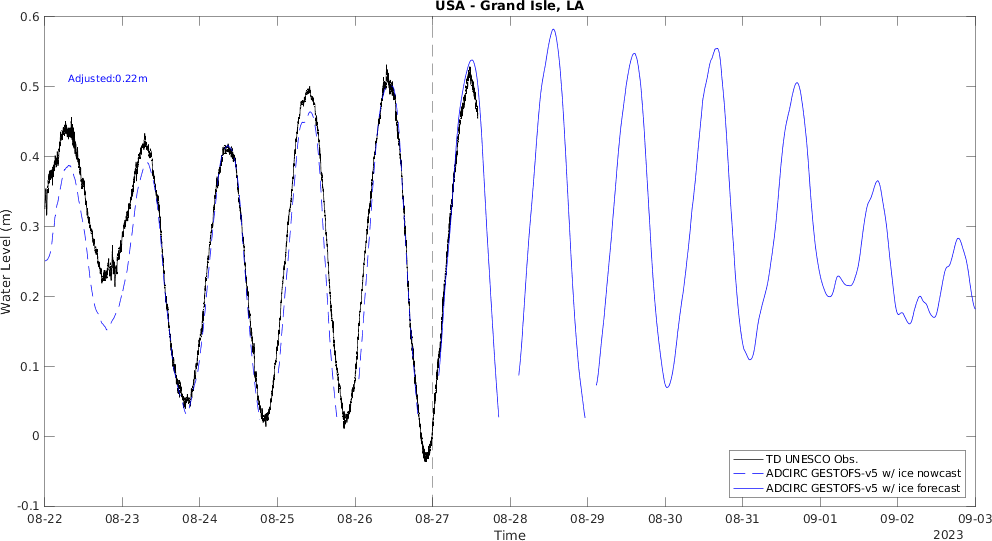 USA - Grand Isle, LA
0.6
0.5
0.4
0.3
0.2
0.1
0
-0.1
Water Level (m)
Adjusted:0.22m
TD UNESCO Obs.
ADCIRC GESTOFS-v5 w/ ice nowcast
ADCIRC GESTOFS-v5 w/ ice forecast
08-22 08-23 08-24 08-25 08-26 08-27 08-28 08-29 08-30 08-31 09-01 09-02 09-03
Time
2023